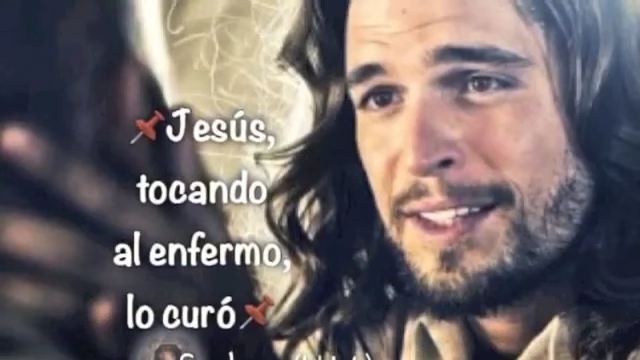 📌Jesús,
tocando
al enfermo,
lo curó📌